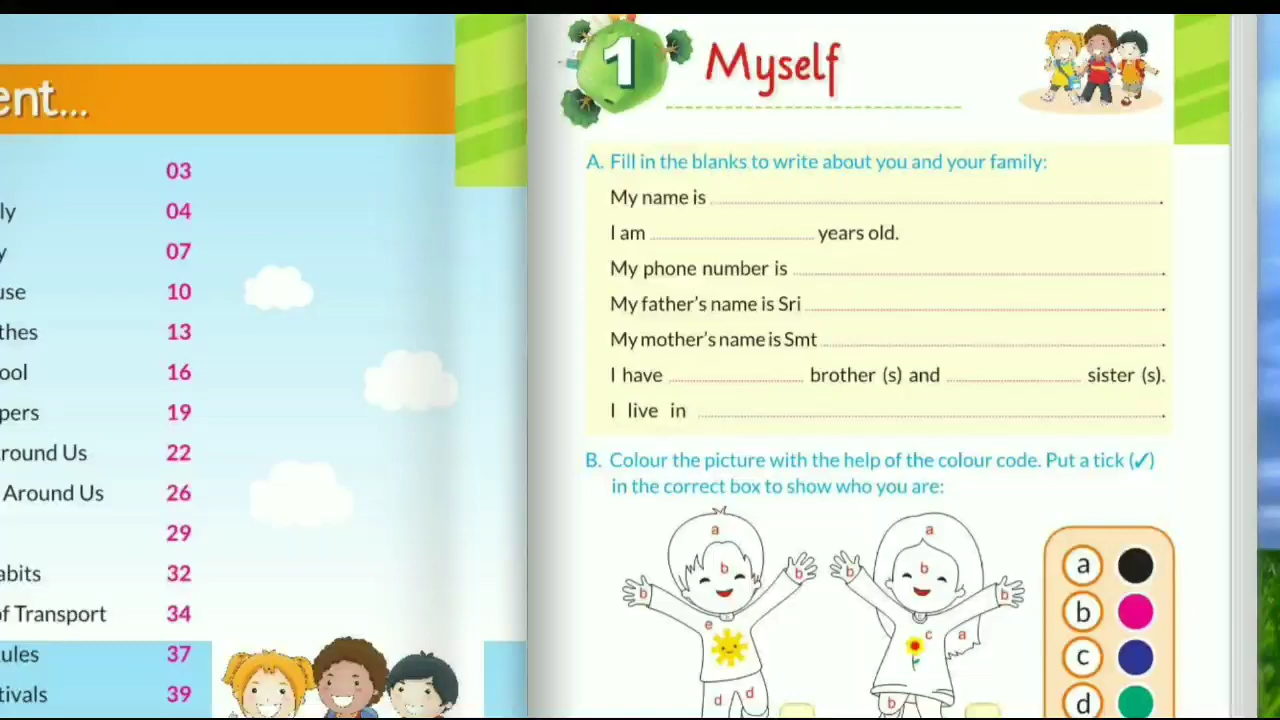 ent...
03
ly 04
y 07
use 10
thes 13
ool 16
pers 19
round Us 22
Around Us 26
29
abits 32
of Transport 34
ules 37
tivals 39
1 Myself
A. Fill in the blanks to write about you and your family:
My name is ........................ .
I am ........................ years old.
My phone number is ........................ .
My father's name is Sri ........................ .
My mother's name is Smt ........................ .
I have ........................ brother (s) and ........................ sister (s).
I live in ........................ .
B. Colour the picture with the help of the colour code. Put a tick (✓)
in the correct box to show who you are:
a
b
b
b
e
d d
a
b
b
b
c
a
b
a
b
c
d